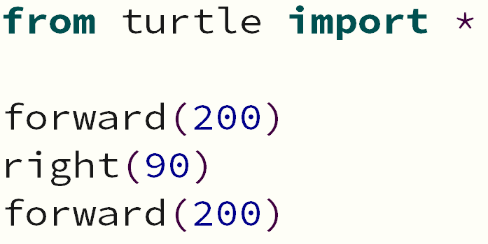 from turtle import *
forward(200)
right(90)
forward(200)